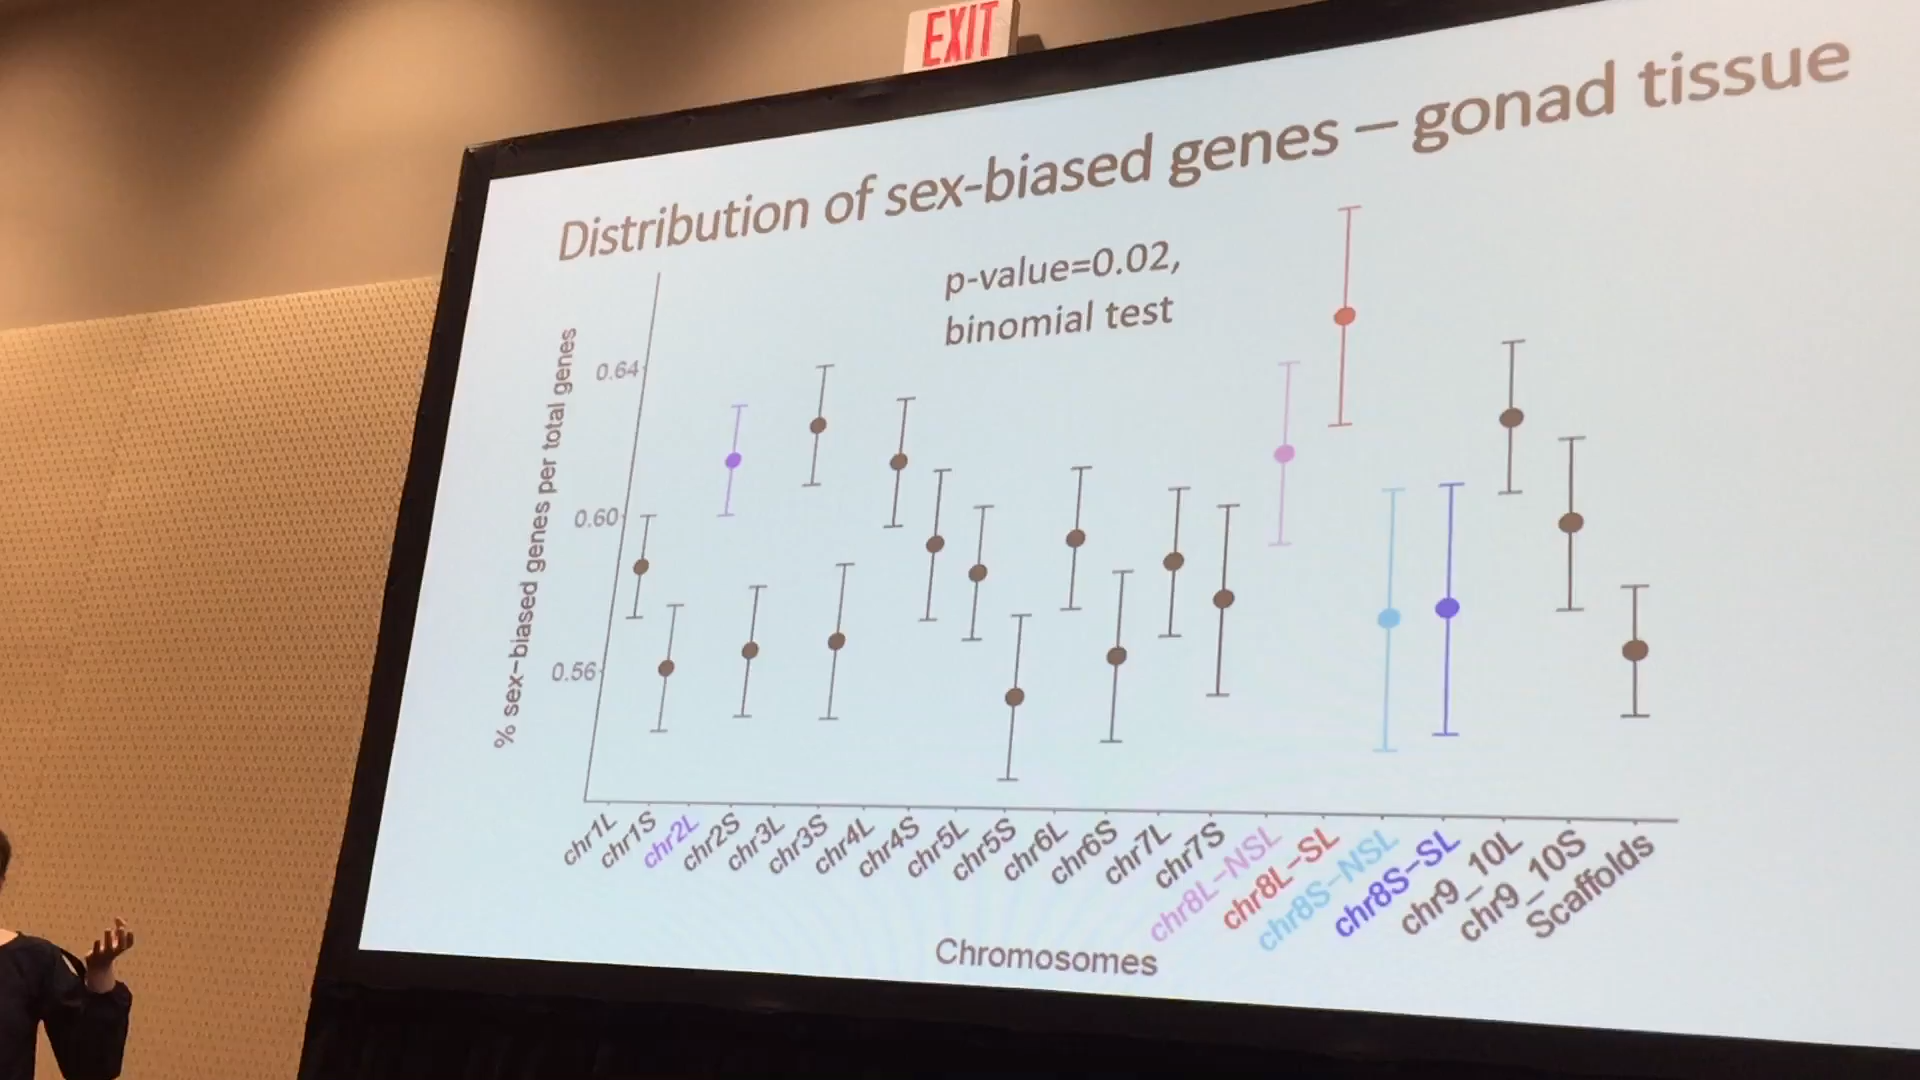 EXIT
Distribution of sex-biased genes – gonad tissue
p-value=0.02,
binomial test
% sex−biased genes per total genes
0.64
0.60
0.56
chr1L
chr1S
chr2L
chr2S
chr3L
chr3S
chr4L
chr4S
chr5L
chr5S
chr6L
chr6S
chr7L
chr7S
chr8L−NSL
chr8L−SL
chr8S−NSL
chr8S−SL
chr9_10L
chr9_10S
Scaffolds
Chromosomes